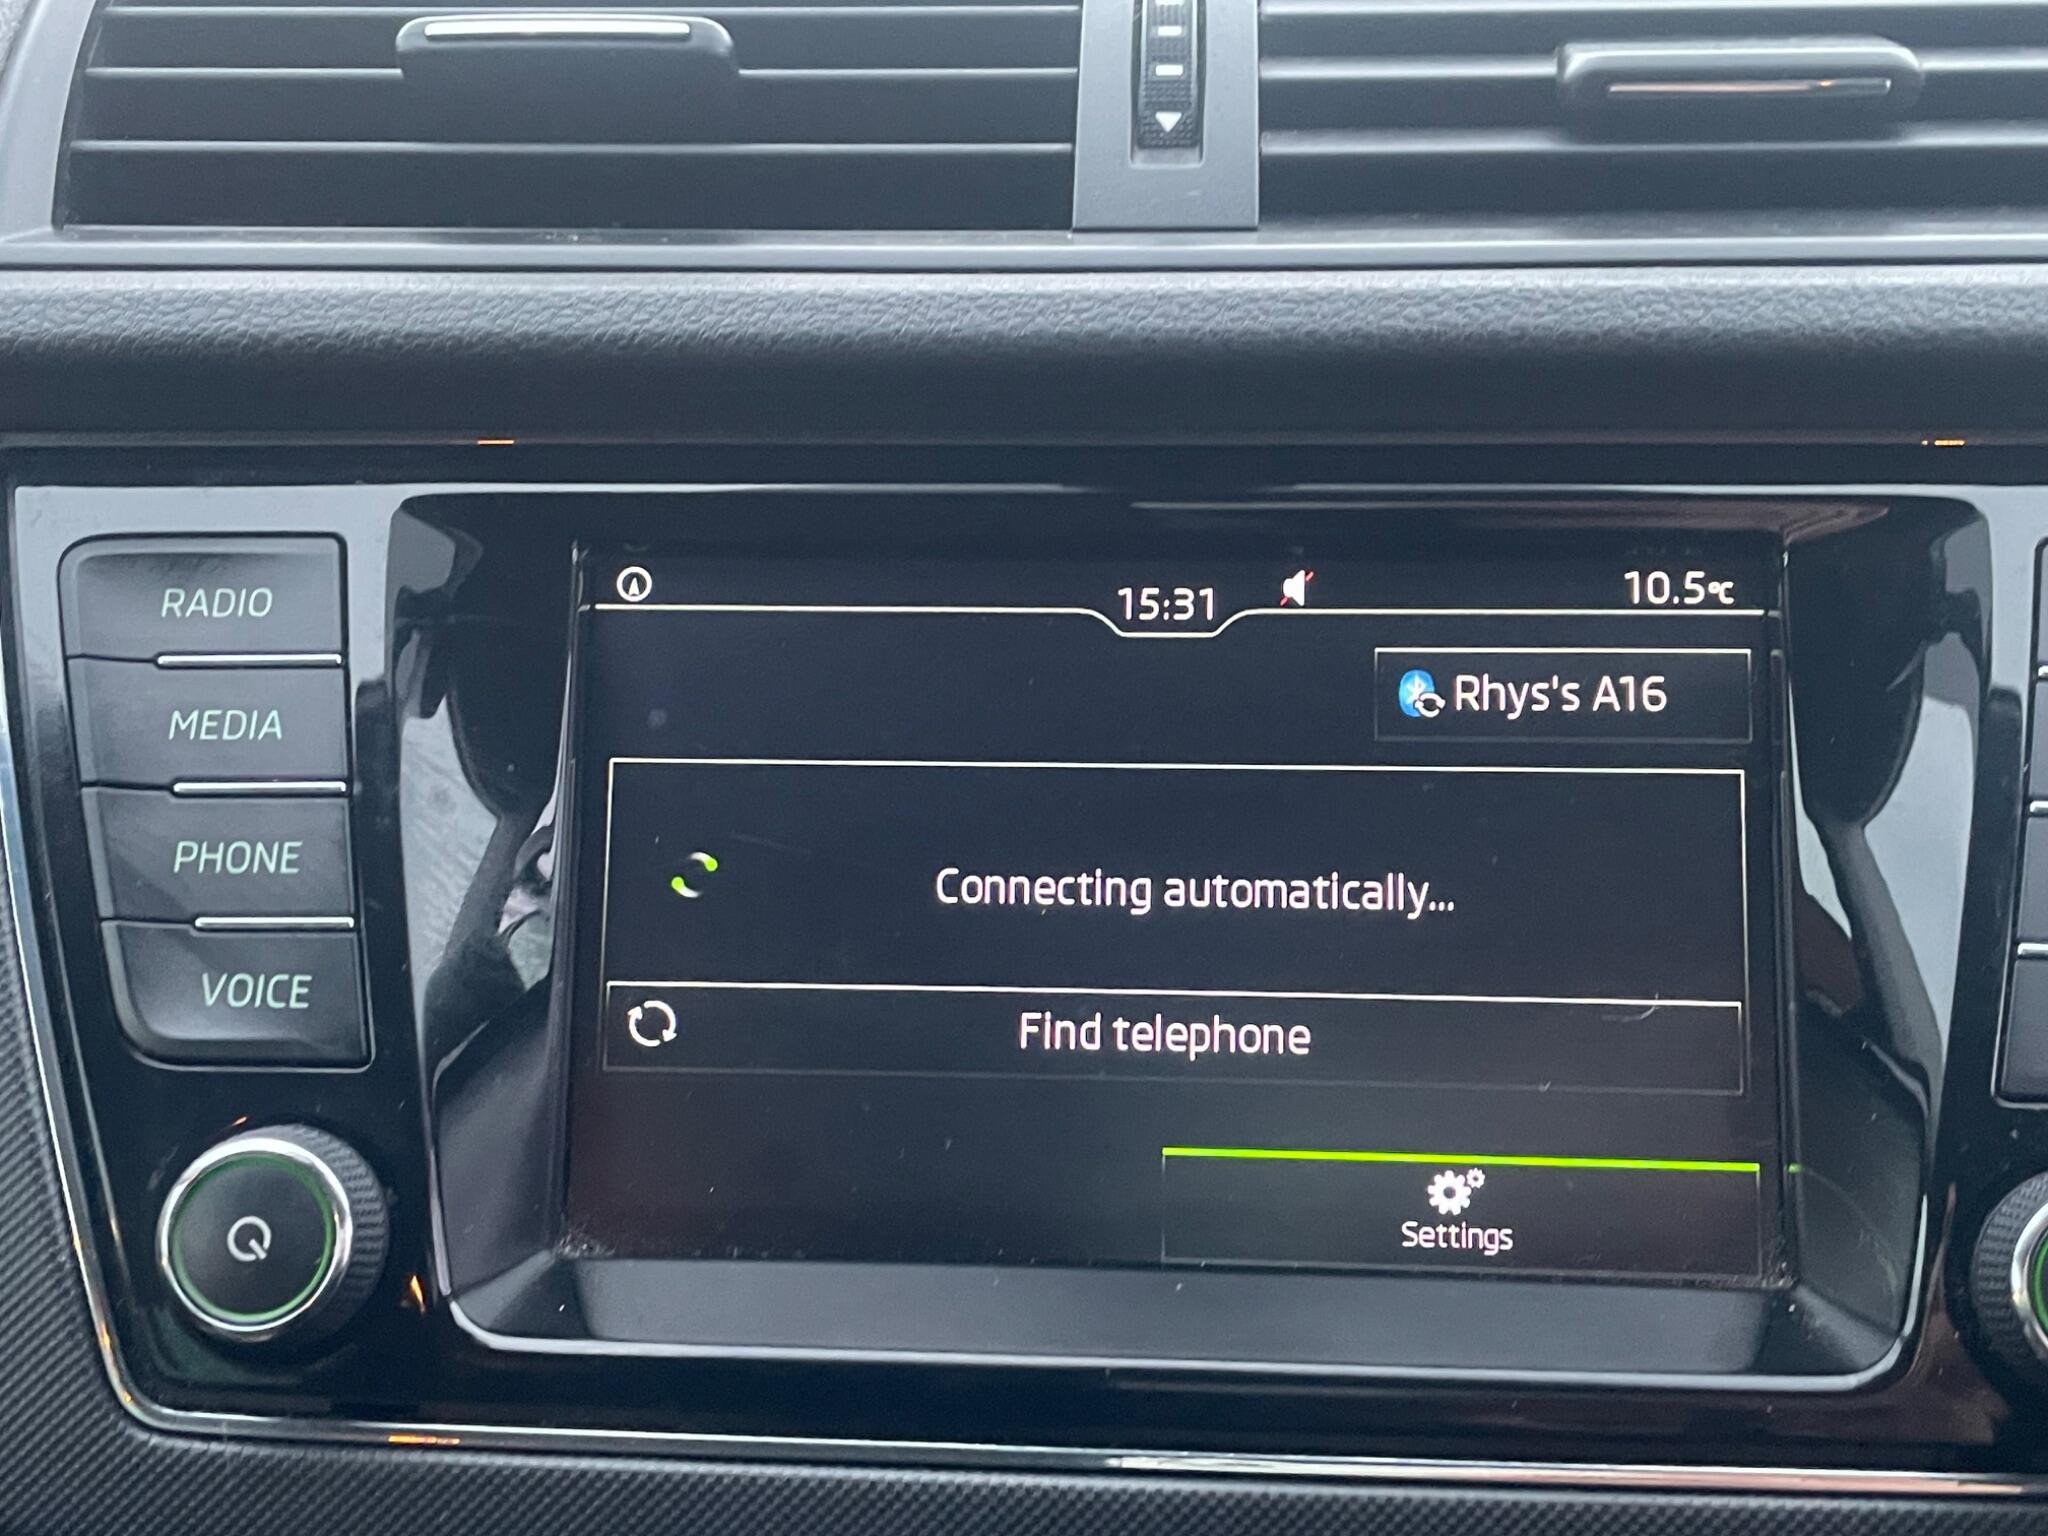 RADIO
MEDIA
PHONE
VOICE
15:31
10.5°C
Rhys's A16
Connecting automatically...
Find telephone
Settings